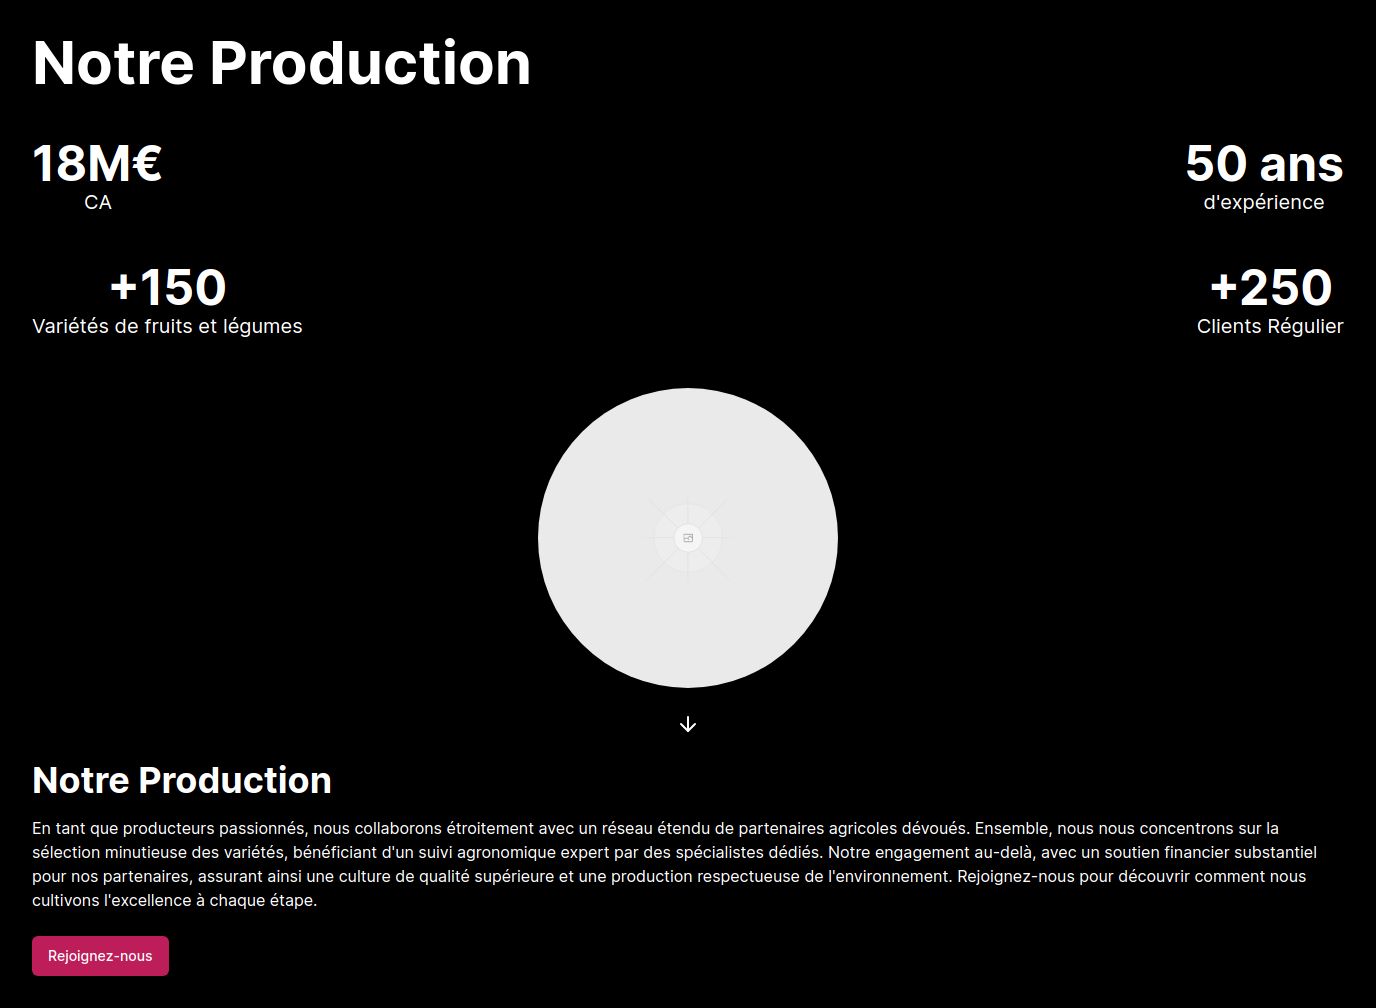 Notre Production
18M€
CA
50 ans
d'expérience
+150
Variétés de fruits et légumes
+250
Clients Régulier
Notre Production
En tant que producteurs passionnés, nous collaborons étroitement avec un réseau étendu de partenaires agricoles dévoués. Ensemble, nous nous concentrons sur la
sélection minutieuse des variétés, bénéficiant d'un suivi agronomique expert par des spécialistes dédiés. Notre engagement au-delà, avec un soutien financier substantiel
pour nos partenaires, assurant ainsi une culture de qualité supérieure et une production respectueuse de l'environnement. Rejoignez-nous pour découvrir comment nous
cultivons l'excellence à chaque étape.
Rejoignez-nous